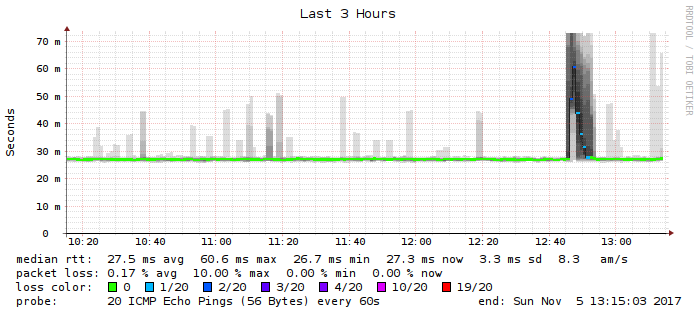 Last 3 Hours
RRDTOOL / TOBI OETIKER
Seconds
70 m
60 m
50 m
40 m
30 m
20 m
10 m
0
10:20 10:40 11:00 11:20 11:40 12:00 12:20 12:40 13:00
median rtt: 27.5 ms avg 60.6 ms max 26.7 ms min 27.3 ms now 3.3 ms sd 8.3 am/s
packet loss: 0.17 % avg 10.00 % max 0.00 % min 0.00 % now
loss color: 0 1/20 2/20 3/20 4/20 10/20 19/20
probe: 20 ICMP Echo Pings (56 Bytes) every 60s end: Sun Nov 5 13:15:03 2017